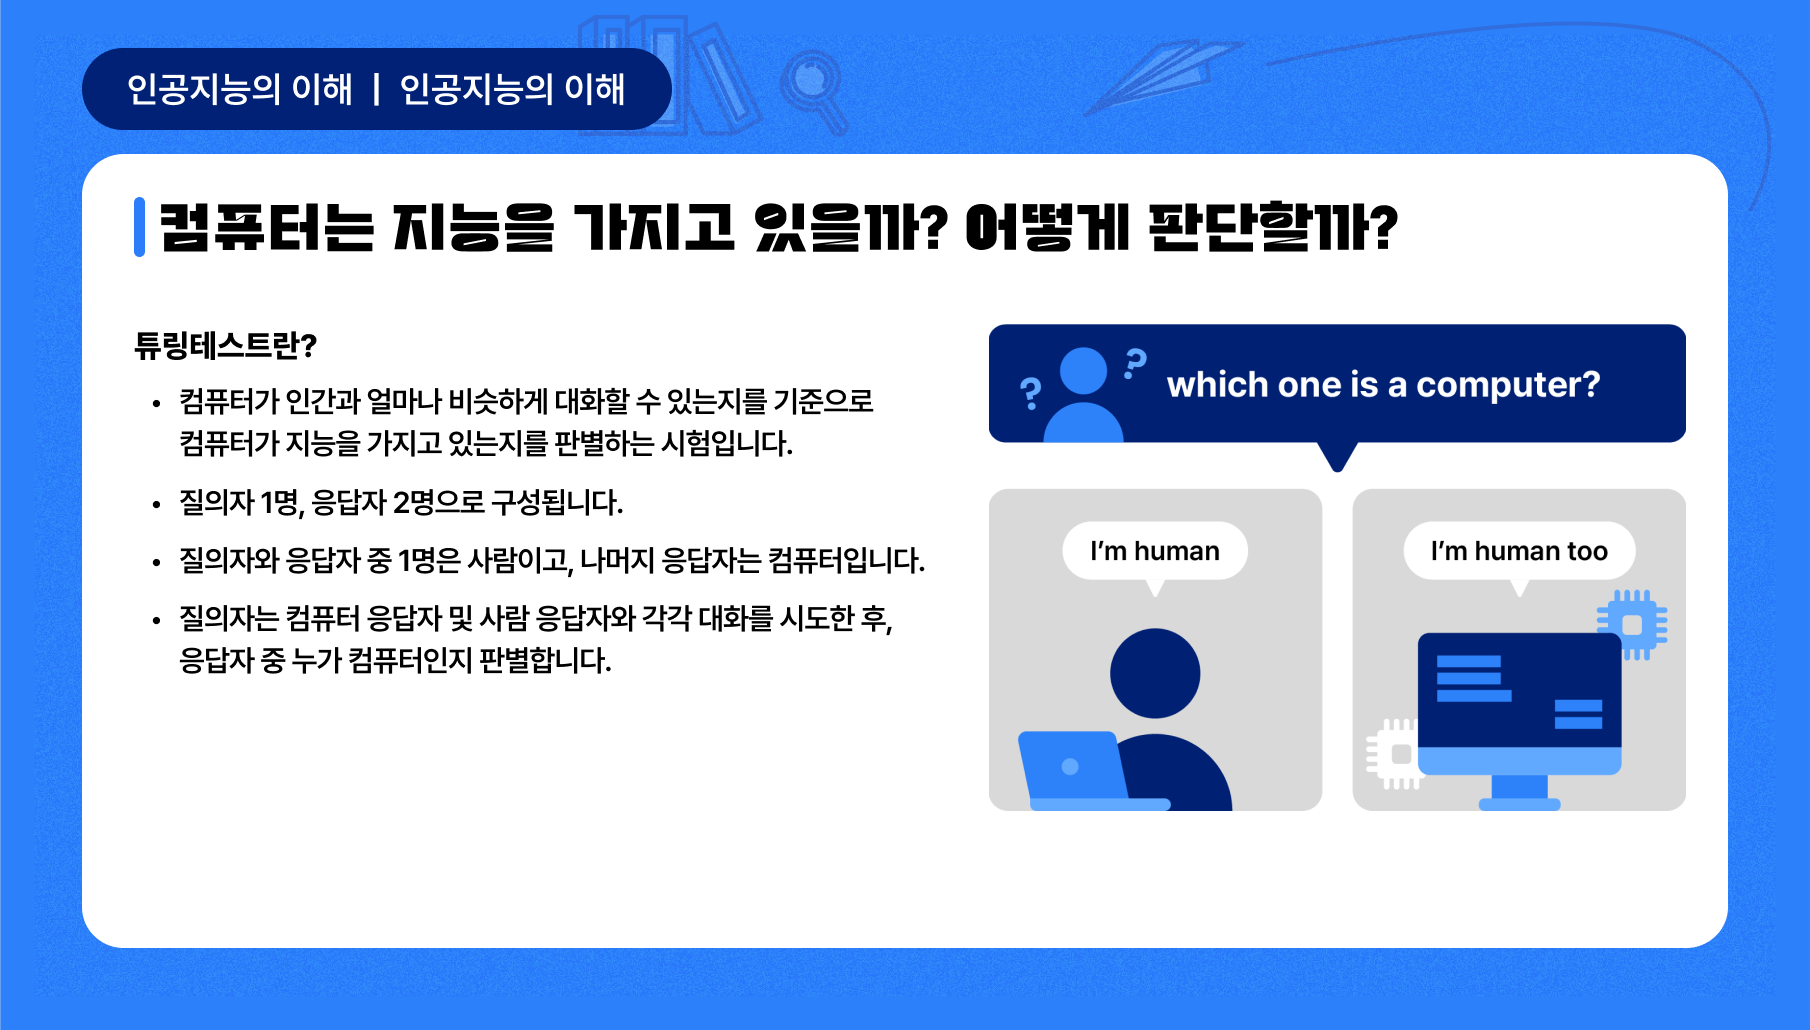 인공지능의 이해 | 인공지능의 이해
컴퓨터는 지능을 가지고 있을까? 어떻게 판단할까?
튜링테스트란?
• 컴퓨터가 인간과 얼마나 비슷하게 대화할 수 있는지를 기준으로
컴퓨터가 지능을 가지고 있는지를 판별하는 시험입니다.
• 질의자 1명, 응답자 2명으로 구성됩니다.
• 질의자와 응답자 중 1명은 사람이고, 나머지 응답자는 컴퓨터입니다.
• 질의자는 컴퓨터 응답자 및 사람 응답자와 각각 대화를 시도한 후,
응답자 중 누가 컴퓨터인지 판별합니다.
? ?
which one is a computer?
I’m human
I’m human too